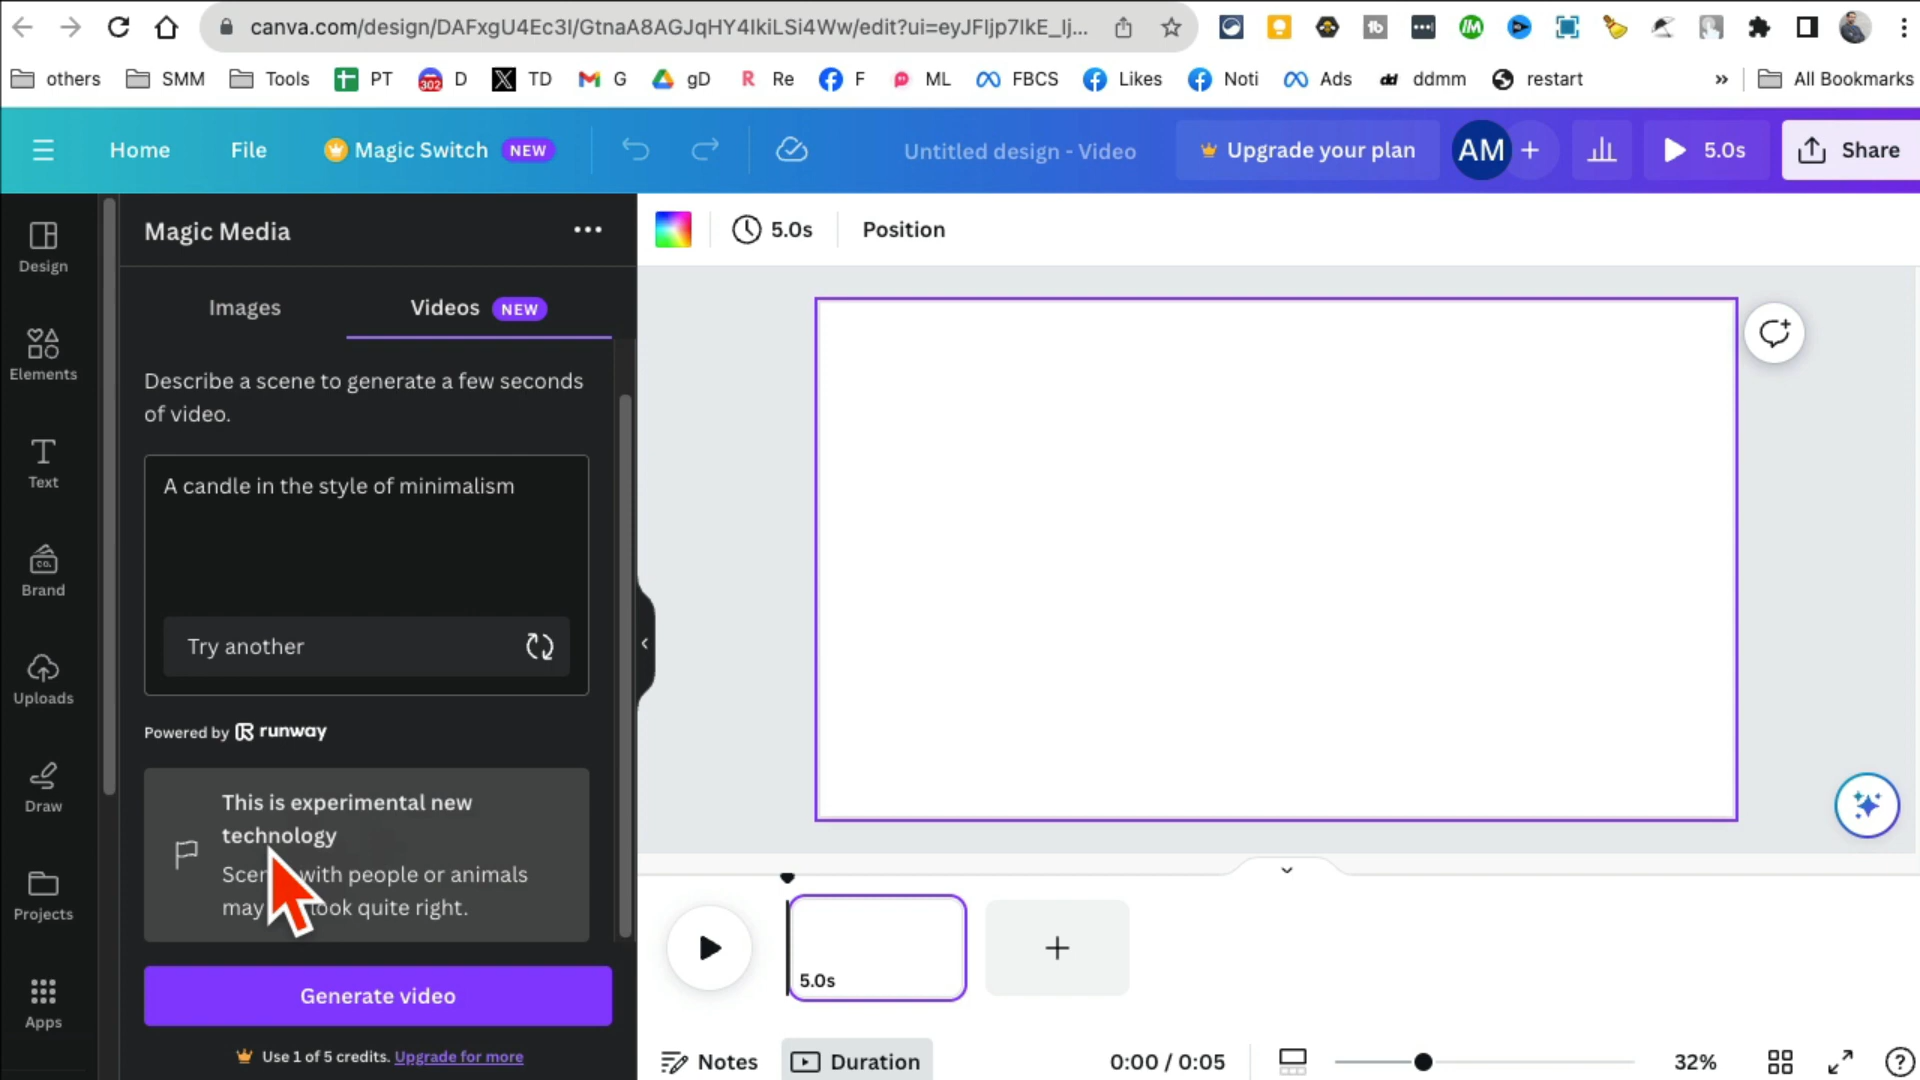 canva.com/design/DAFxgU4Ec3I/GtnaA8AGJqHY4IkiLSi4Ww/edit?ui=eyJFIjp7IkE_Ij...
others SMM Tools PT D TD G gD Re F ML FBCS Likes Noti Ads ddmm restart » All Bookmarks
Home File Magic Switch NEW Untitled design - Video Upgrade your plan AM + 5.0s Share
Magic Media
5.0s Position
Images Videos NEW
Describe a scene to generate a few seconds
of video.
A candle in the style of minimalism
Try another
Powered by runway
This is experimental new
technology
with people or animals
may look quite right.
Generate video
Use 1 of 5 credits. Upgrade for more
Design
Elements
Text
Brand
Uploads
Draw
Projects
Apps
5.0s
Notes Duration 0:00 / 0:05 32%